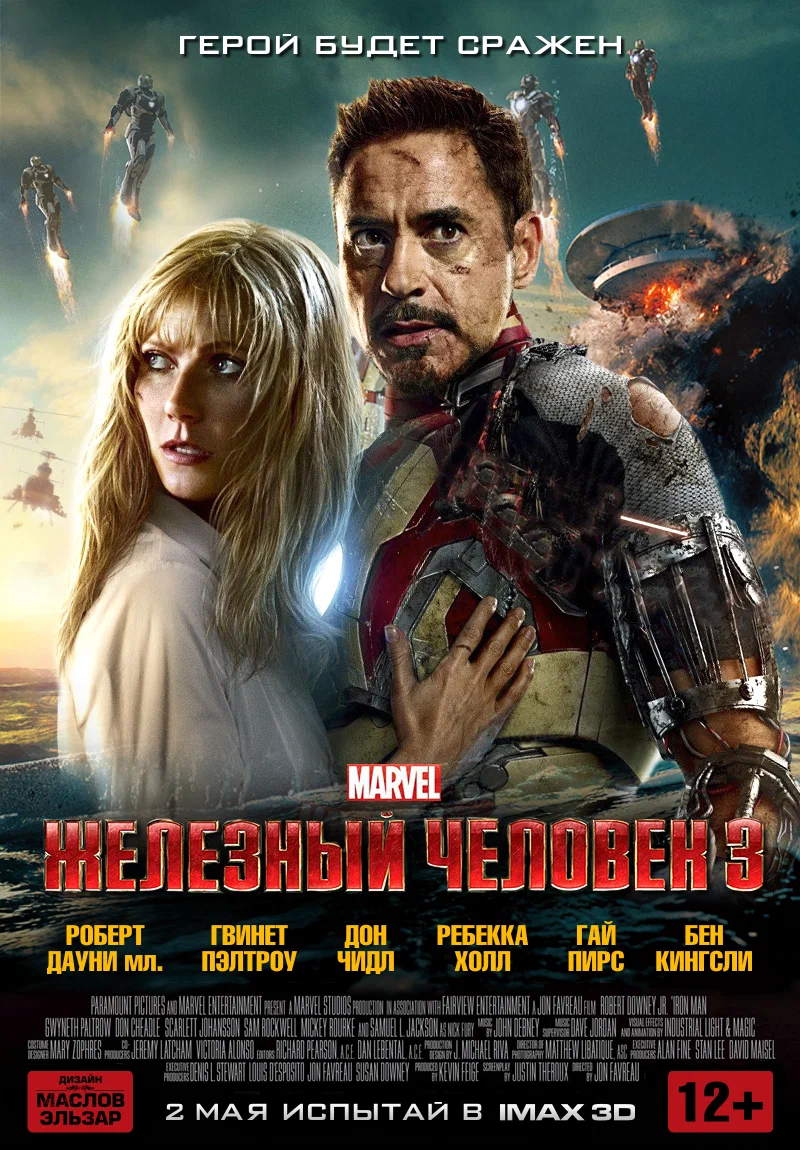 ГЕРОЙ БУДЕТ СРАЖЕН
MARVEL
ЖЕЛЕЗНЫЙ ЧЕЛОВЕК 3
РОБЕРТ ДАУНИ мл.
ГВИНЕТ ПЭЛТРОУ
ДОН ЧИДЛ
РЕБЕККА ХОЛЛ
ГАЙ ПИРС
БЕН КИНГСЛИ
PARAMOUNT PICTURES AND MARVEL ENTERTAINMENT PRESENT A MARVEL STUDIOS PRODUCTION IN ASSOCIATION WITH FAIRVIEW ENTERTAINMENT A JON FAVREAU FILM ROBERT DOWNEY JR. "IRON MAN
GWYNETH PALTROW DON CHEADLE SCARLETT JOHANSSON SAM ROCKWELL MICKEY ROURKE AND SAMUEL L. JACKSON AS NICK FURY MUSIC BY JOHN DEBNEY MUSIC SUPERVISOR DAVE JORDAN VISUAL EFFECTS AND ANIMATION BY INDUSTRIAL LIGHT & MAGIC
COSTUME DESIGNER MARY ZOPHRES CO-PRODUCERS JEREMY LATCHAM VICTORIA ALONSO EDITORS RICHARD PEARSON, A.C.E. DAN LEBENTAL, A.C.E. PRODUCTION DESIGN BY J. MICHAEL RIVA DIRECTOR OF PHOTOGRAPHY MATTHEW LIBATIQUE, ASC EXECUTIVE PRODUCERS ALAN FINE STAN LEE DAVID MAISEL
EXECUTIVE PRODUCERS DENIS L. STEWART LOUIS D'ESPOSITO JON FAVREAU SUSAN DOWNEY PRODUCED BY KEVIN FEIGE SCREENPLAY BY JUSTIN THEROUX DIRECTED BY JON FAVREAU
ДИЗАЙН
МАСЛОВ
ЭЛЬЗАР
2 МАЯ ИСПЫТАЙ В IMAX 3D
12+